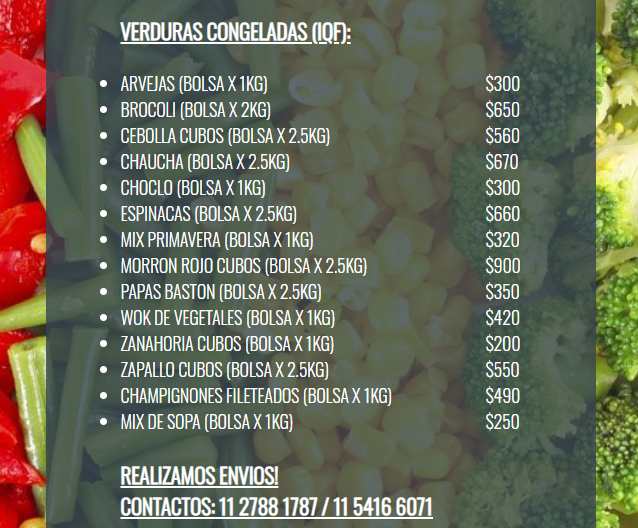 VERDURAS CONGELADAS (IQF):
ARVEJAS (BOLSA X 1KG) $300
BROCOLI (BOLSA X 2KG) $650
CEBOLLA CUBOS (BOLSA X 2.5KG) $560
CHAUCHA (BOLSA X 2.5KG) $670
CHOCLO (BOLSA X 1KG) $300
ESPINACAS (BOLSA X 2.5KG) $660
MIX PRIMAVERA (BOLSA X 1KG) $320
MORRON ROJO CUBOS (BOLSA X 2.5KG) $900
PAPAS BASTON (BOLSA X 2.5KG) $350
WOK DE VEGETALES (BOLSA X 1KG) $420
ZANAHORIA CUBOS (BOLSA X 1KG) $200
ZAPALLO CUBOS (BOLSA X 2.5KG) $550
CHAMPIGNONES FILETEADOS (BOLSA X 1KG) $490
MIX DE SOPA (BOLSA X 1KG) $250
REALIZAMOS ENVIOS!
CONTACTOS: 11 2788 1787 / 11 5416 6071